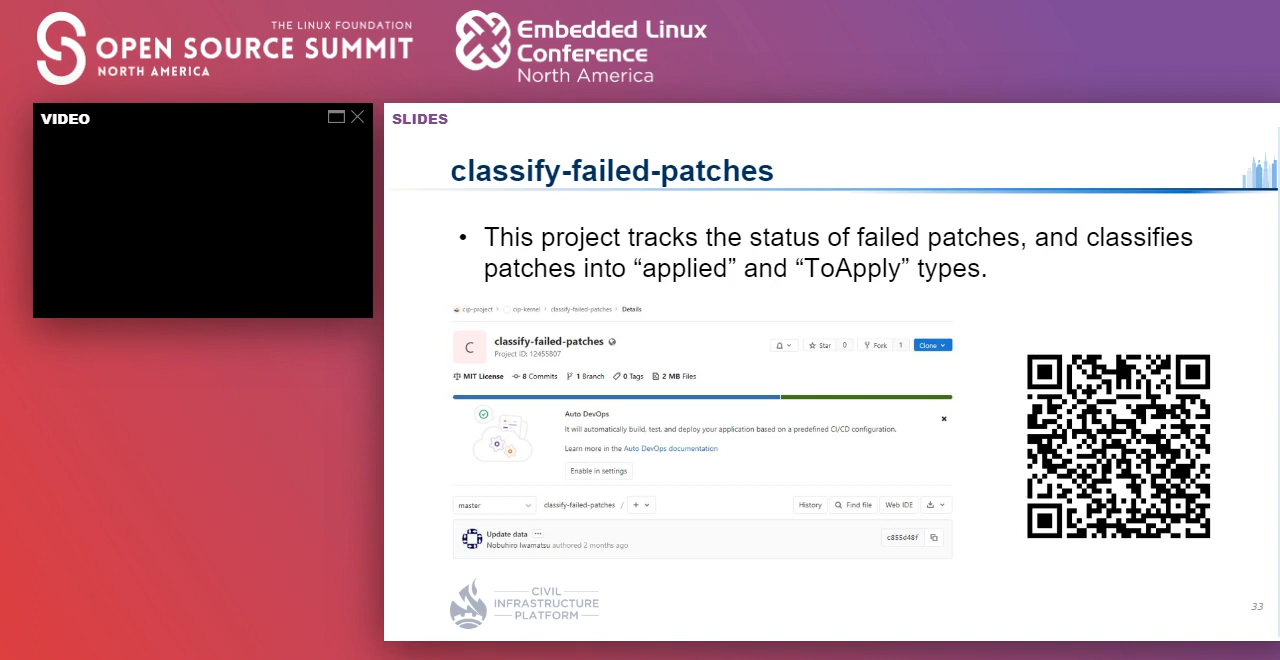 THE LINUX FOUNDATION
OPEN SOURCE SUMMIT
NORTH AMERICA
Embedded Linux
Conference
North America
VIDEO
SLIDES
classify-failed-patches
• This project tracks the status of failed patches, and classifies
patches into “applied” and “ToApply” types.
cip-project › cip-kernel › classify-failed-patches › Details
C
classify-failed-patches
Project ID: 12455807
Star 0 Fork 1 Clone
MIT License 8 Commits 1 Branch 0 Tags 2 MB Files
Auto DevOps
It will automatically build, test, and deploy your application based on a predefined CI/CD configuration.
Learn more in the Auto DevOps documentation
Enable in settings
master classify-failed-patches / + History Find file Web IDE
Update data ...
Nobuhiro Iwamatsu authored 2 months ago
c855d48f
CIVIL
INFRASTRUCTURE
PLATFORM
33